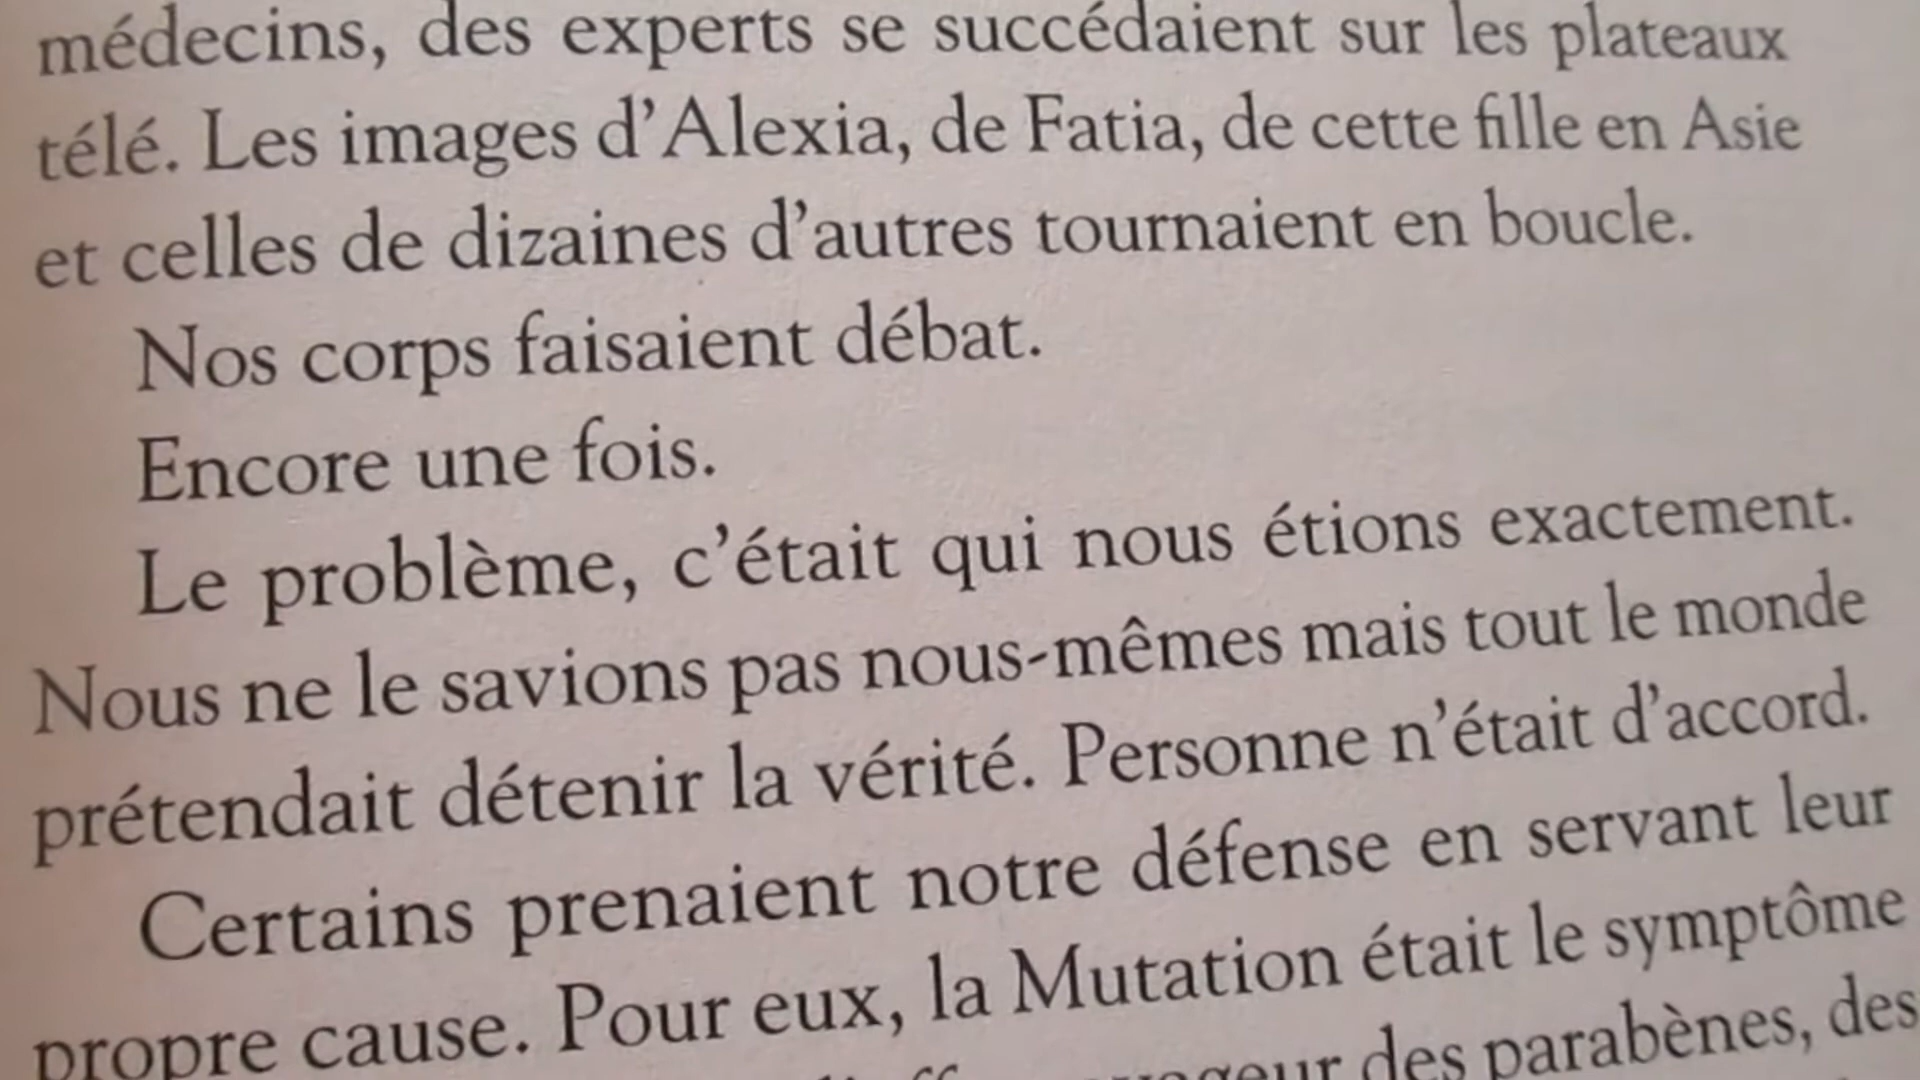 médecins, des experts se succédaient sur les plateaux
télé. Les images d'Alexia, de Fatia, de cette fille en Asie
et celles de dizaines d'autres tournaient en boucle.
Nos corps faisaient débat.
Encore une fois.
Le problème, c'était qui nous étions exactement.
Nous ne le savions pas nous-mêmes mais tout le monde
prétendait détenir la vérité. Personne n'était d'accord.
Certains prenaient notre défense en servant leur
propre cause. Pour eux, la Mutation était le symptôme
des parabènes, des